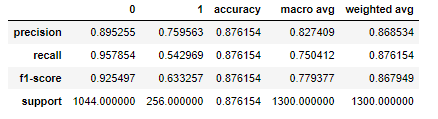 0 1 accuracy macro avg weighted avg
precision 0.895255 0.759563 0.876154 0.827409 0.868534
recall 0.957854 0.542969 0.876154 0.750412 0.876154
f1-score 0.925497 0.633257 0.876154 0.779377 0.867949
support 1044.000000 256.000000 0.876154 1300.000000 1300.000000